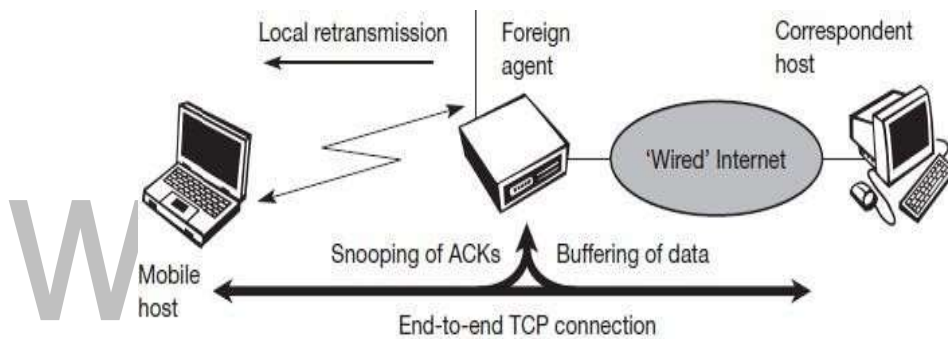 Local retransmission
Foreign
agent
Correspondent
host
'Wired' Internet
Snooping of ACKs
Buffering of data
Mobile
host
End-to-end TCP connection
W